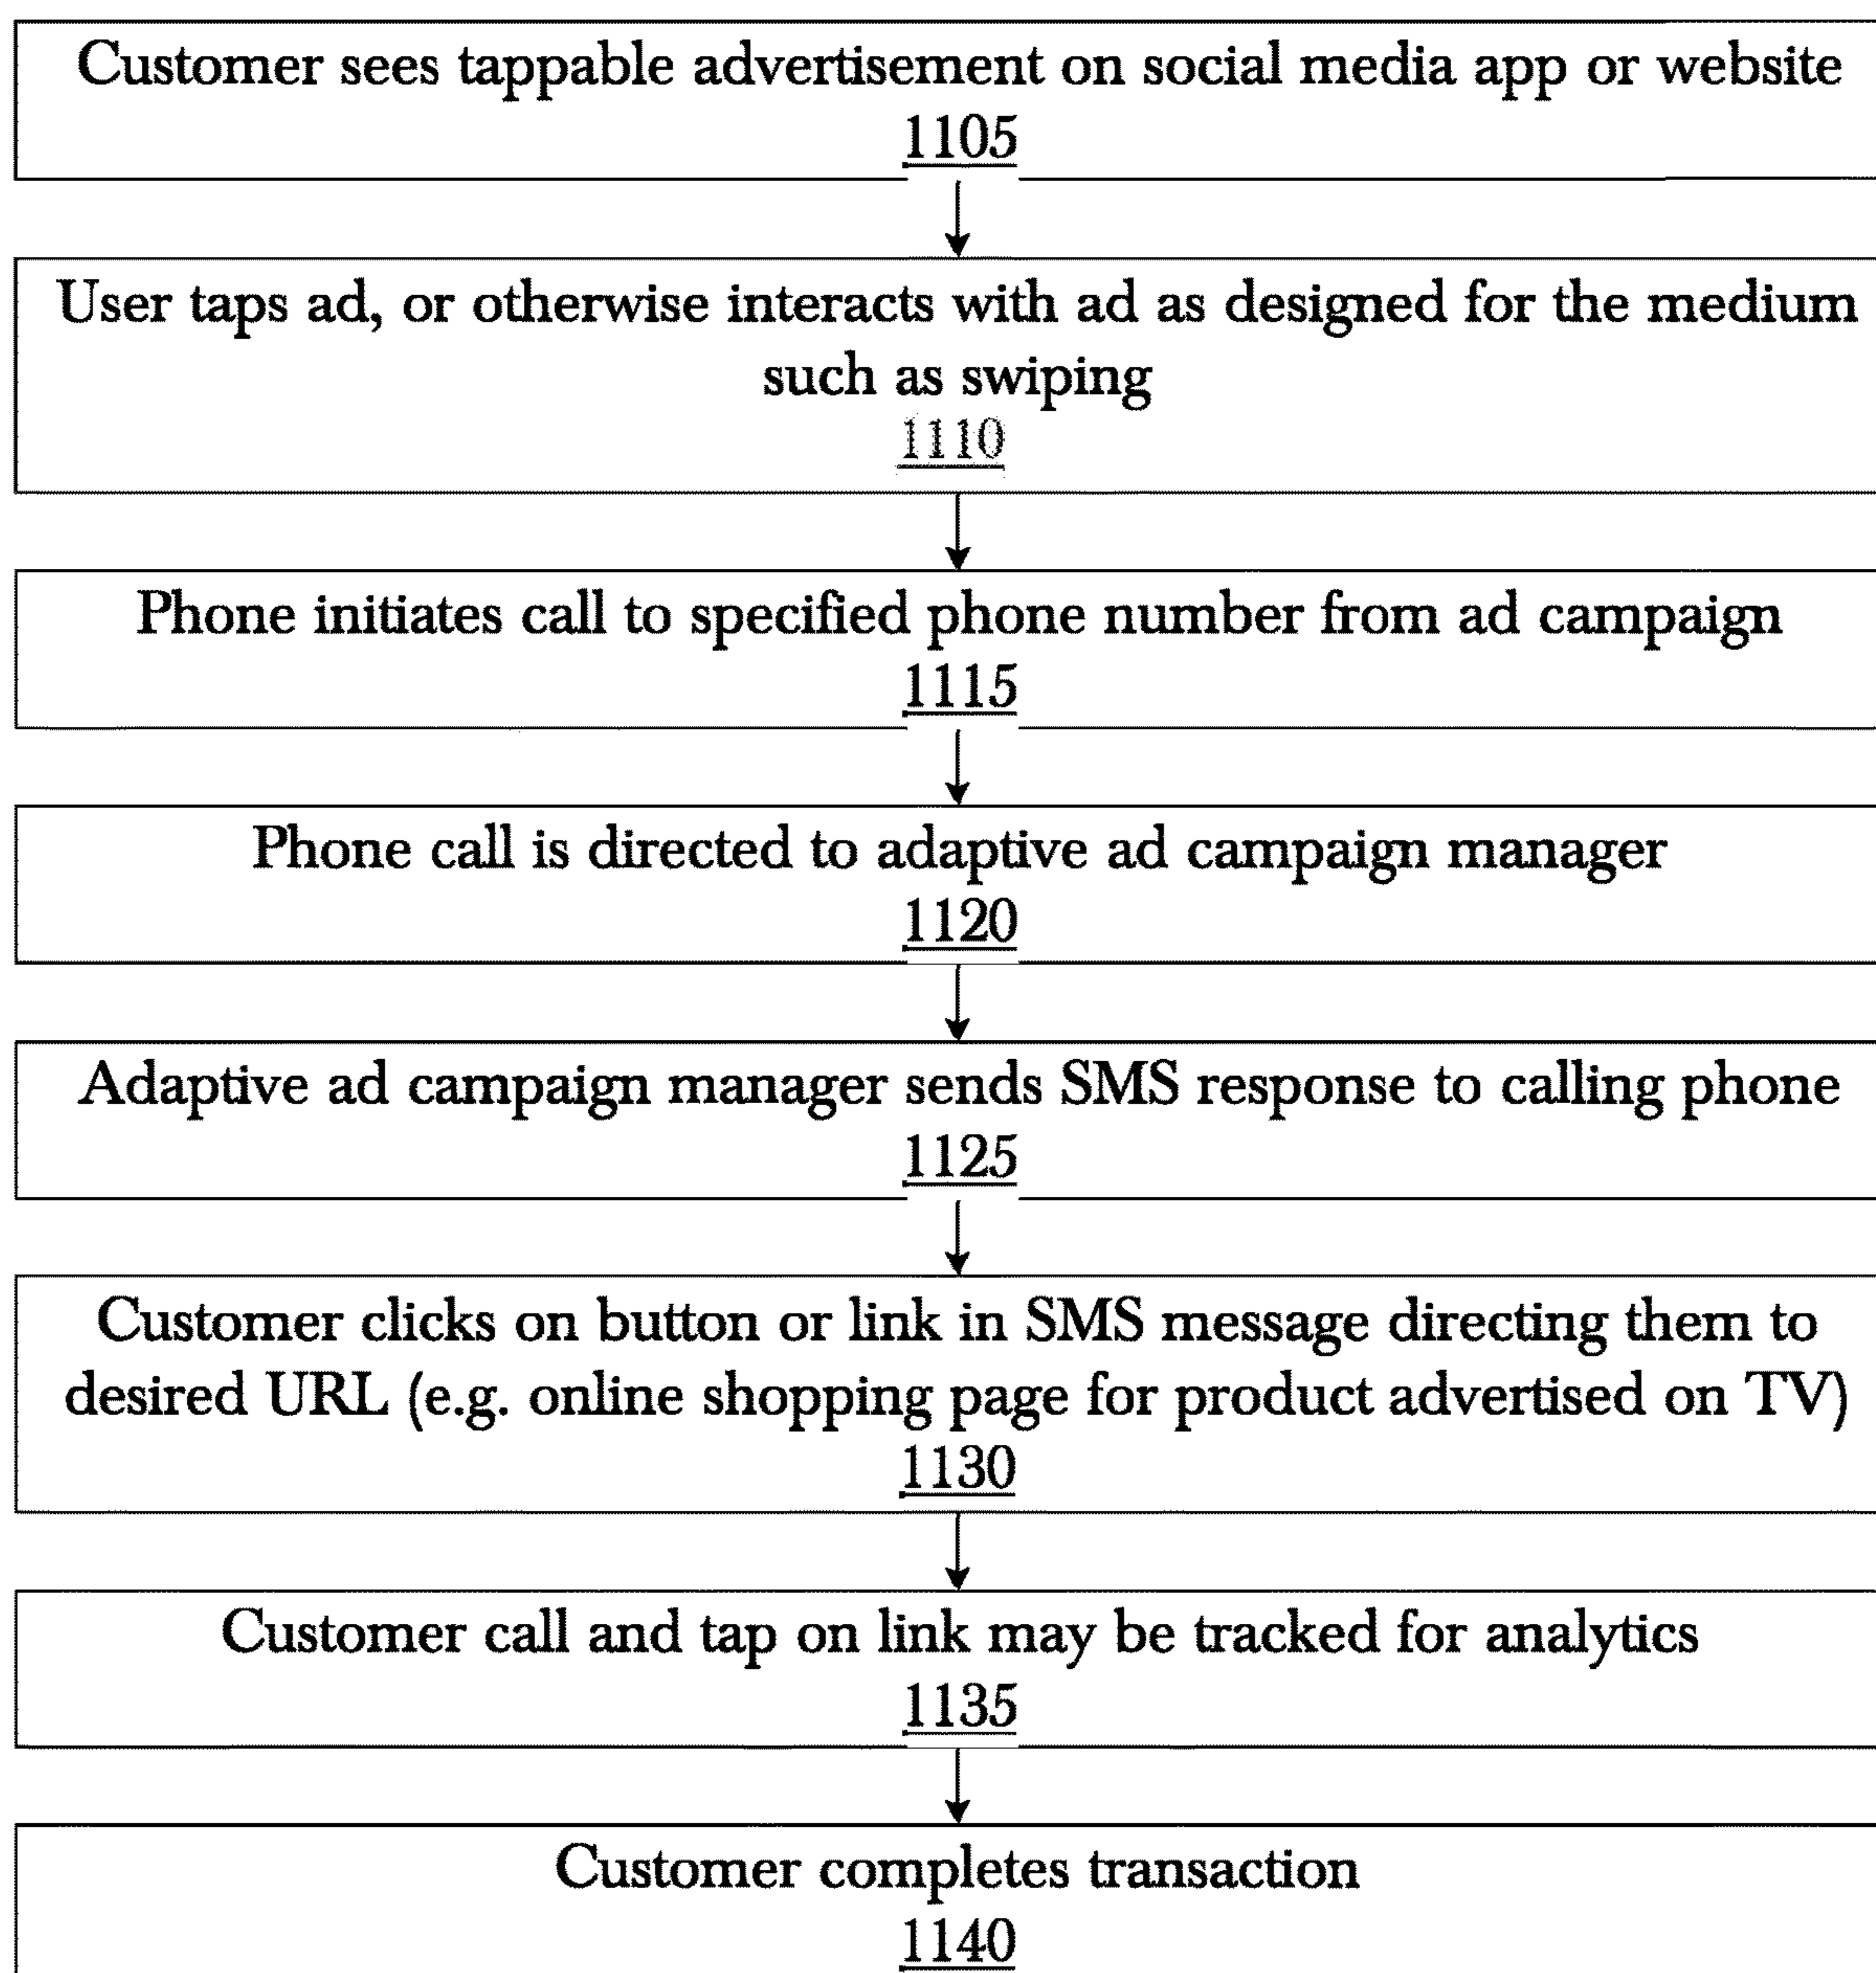 Customer sees tappable advertisement on social media app or website
1105
User taps ad, or otherwise interacts with ad as designed for the medium
such as swiping
1110
Phone initiates call to specified phone number from ad campaign
1115
Phone call is directed to adaptive ad campaign manager
1120
Adaptive ad campaign manager sends SMS response to calling phone
1125
Customer clicks on button or link in SMS message directing them to
desired URL (e.g. online shopping page for product advertised on TV)
1130
Customer call and tap on link may be tracked for analytics
1135
Customer completes transaction
1140